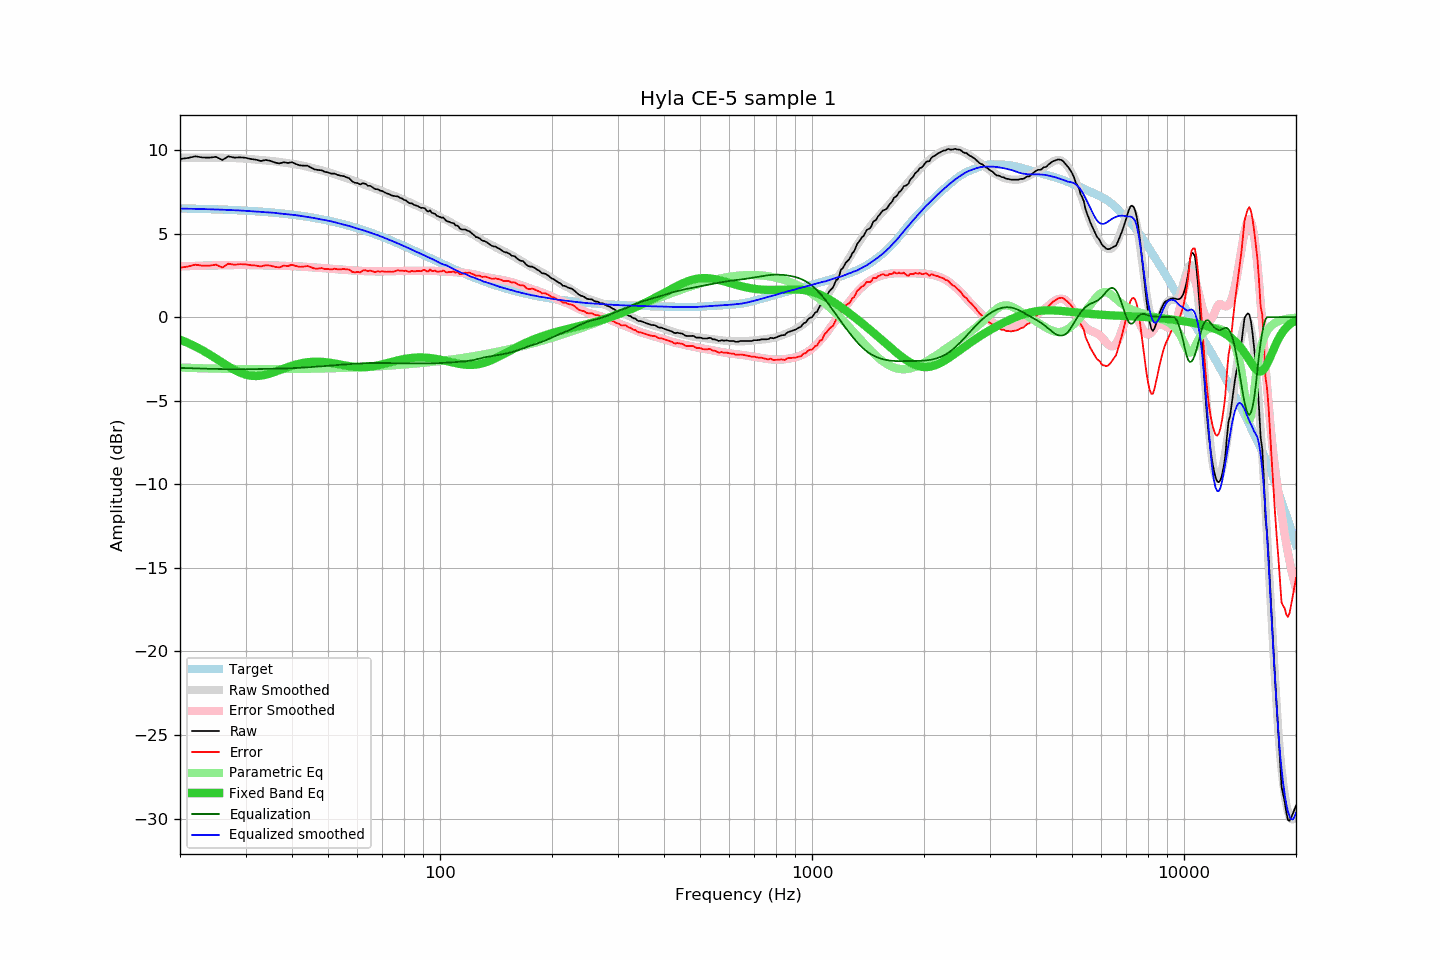 Hyla CE-5 sample 1
10
5
0
−5
−10
−15
−20
−25
−30
Amplitude (dBr)
Target
Raw Smoothed
Error Smoothed
Raw
Error
Parametric Eq
Fixed Band Eq
Equalization
Equalized smoothed
100
1000
10000
Frequency (Hz)